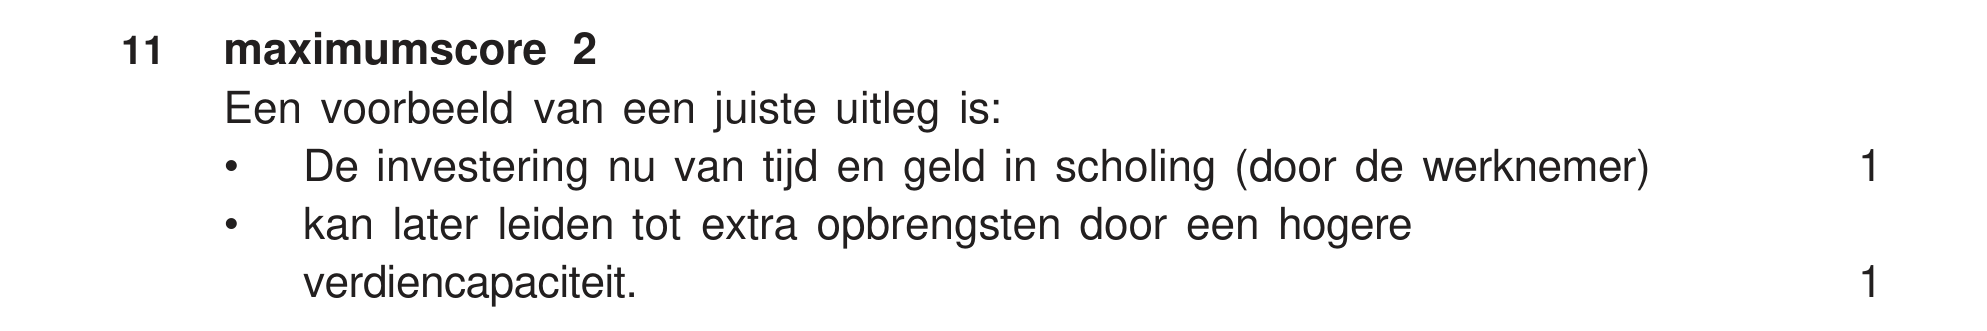 11 maximumscore 2
Een voorbeeld van een juiste uitleg is:
• De investering nu van tijd en geld in scholing (door de werknemer) 1
• kan later leiden tot extra opbrengsten door een hogere
verdiencapaciteit. 1